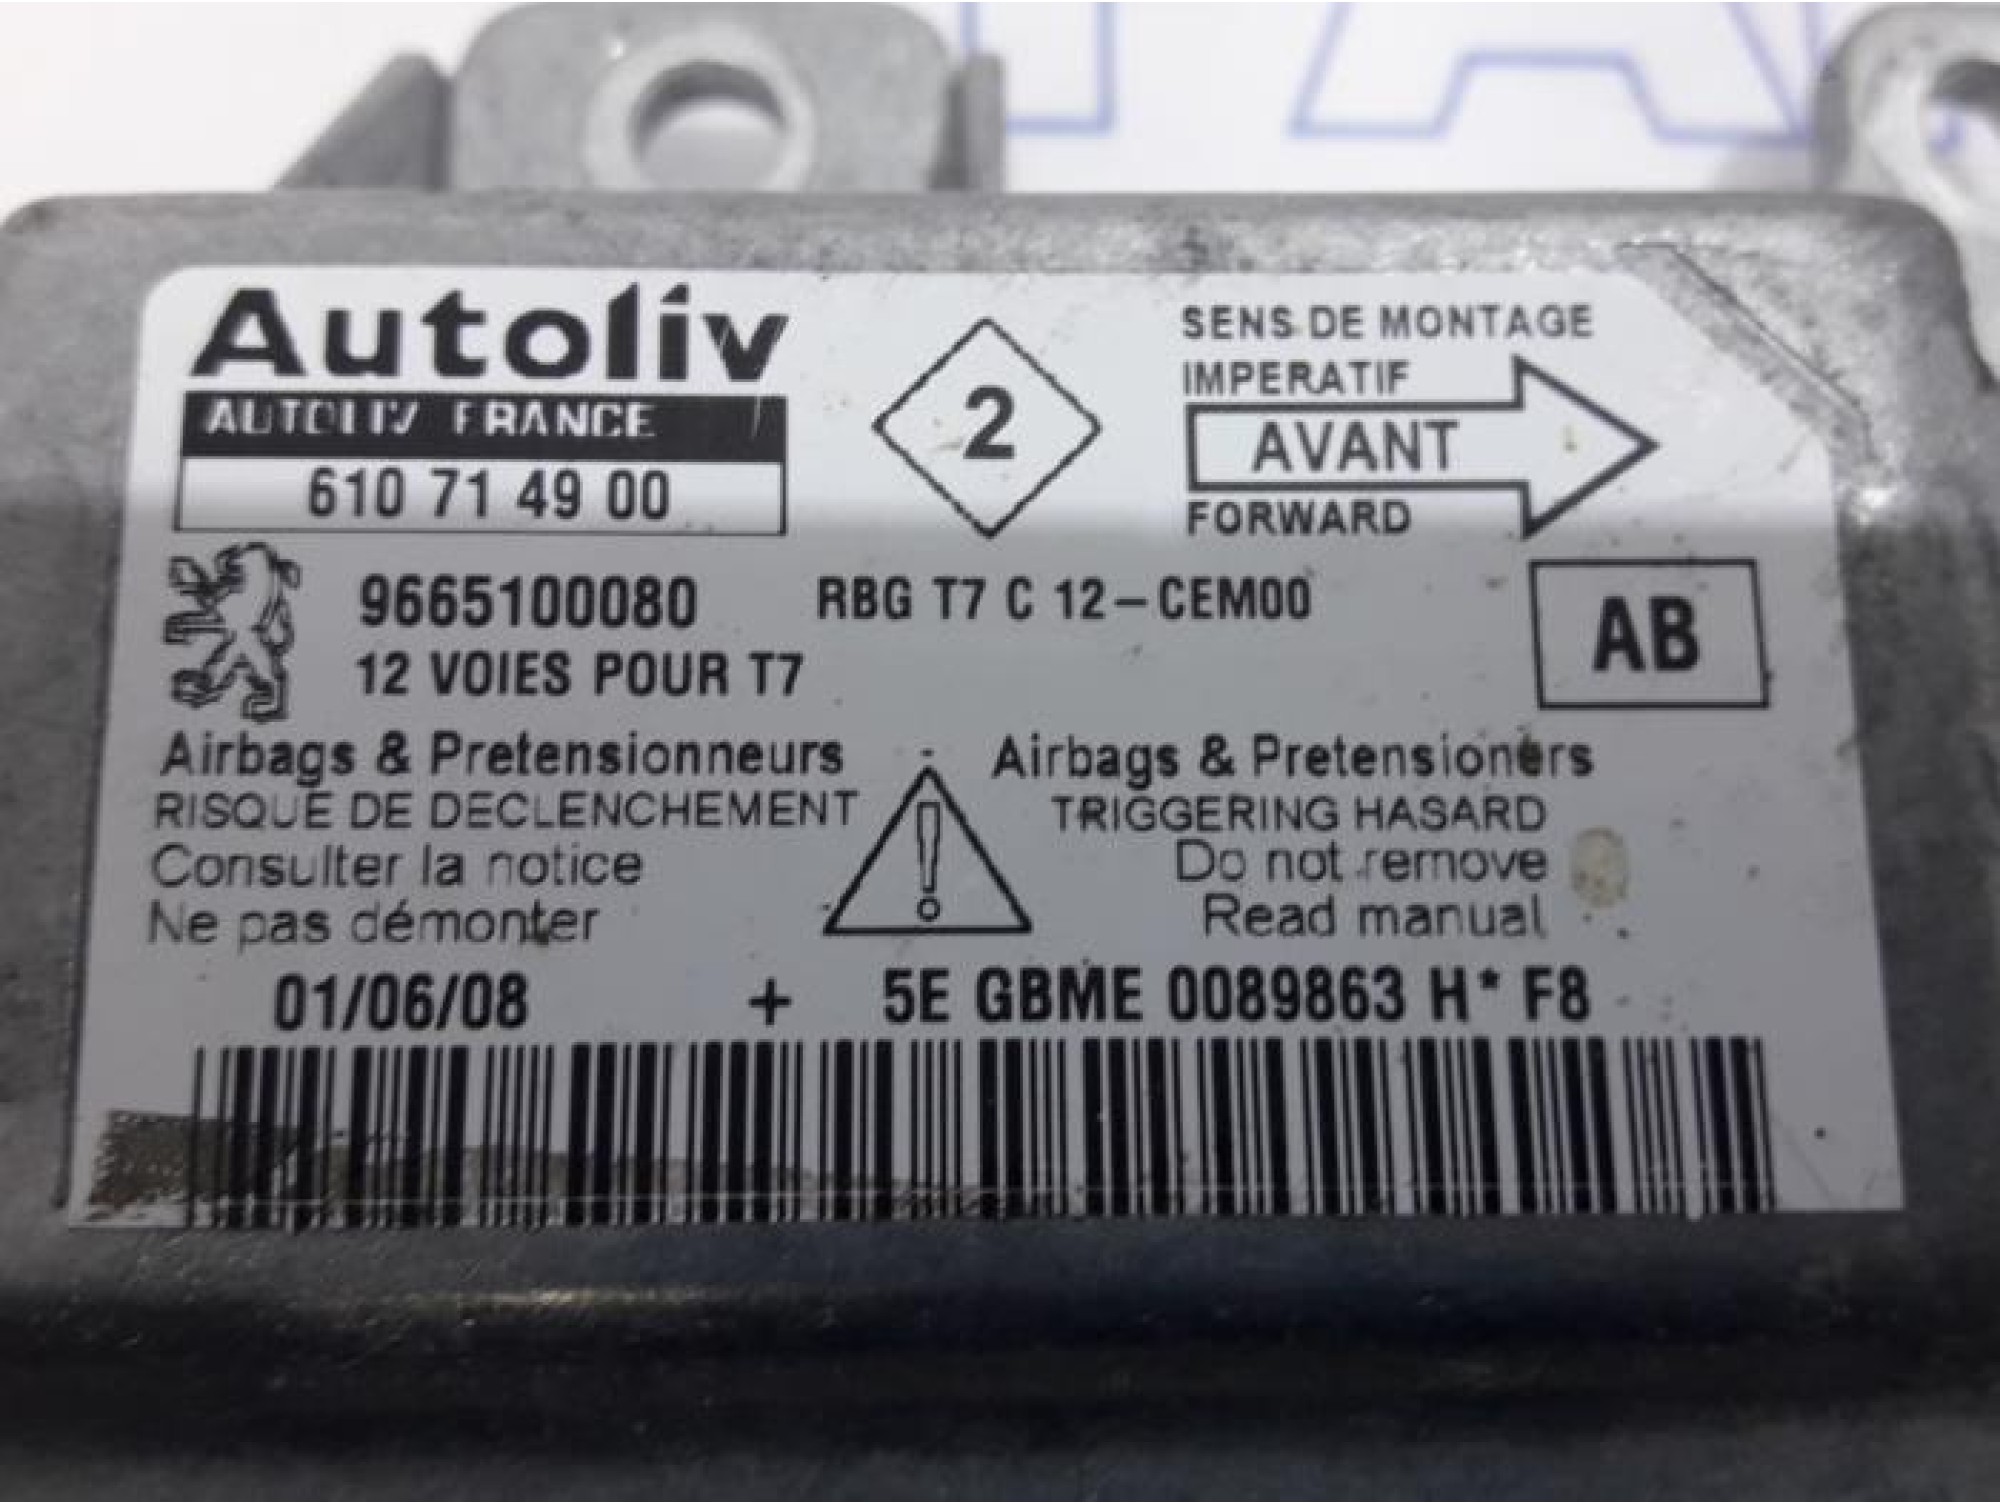 Autoliv
AUTOLIV FRANCE
610 71 49 00
2
SENS DE MONTAGE
IMPERATIF
AVANT
FORWARD
9665100080 RBG T7 C 12-CEM00
12 VOIES POUR T7
AB
Airbags & Pretensionneurs
RISQUE DE DECLENCHEMENT
Consulter la notice
Ne pas démonter
Airbags & Pretensioners
TRIGGERING HASARD
Do not remove
Read manual
01/06/08 + 5E GBME 0089863 H* F8